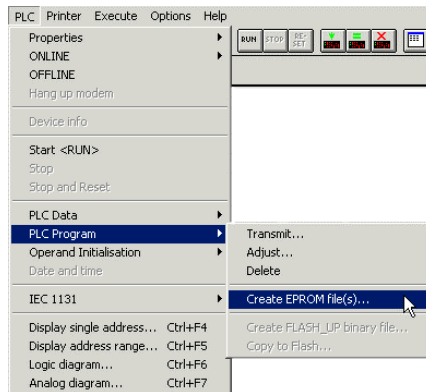 PLC Printer Execute Options Help
Properties
RUN STOP RE-SET
ONLINE
OFFLINE
Hang up modem
Device info
Start <RUN>
Stop
Stop and Reset
PLC Data
PLC Program
Transmit...
Operand Initialisation
Adjust...
Date and time
Delete
IEC 1131
Create EPROM file(s)...
Display single address... Ctrl+F4
Create FLASH_UP binary file...
Display address range... Ctrl+F5
Copy to Flash...
Logic diagram... Ctrl+F6
Analog diagram... Ctrl+F7